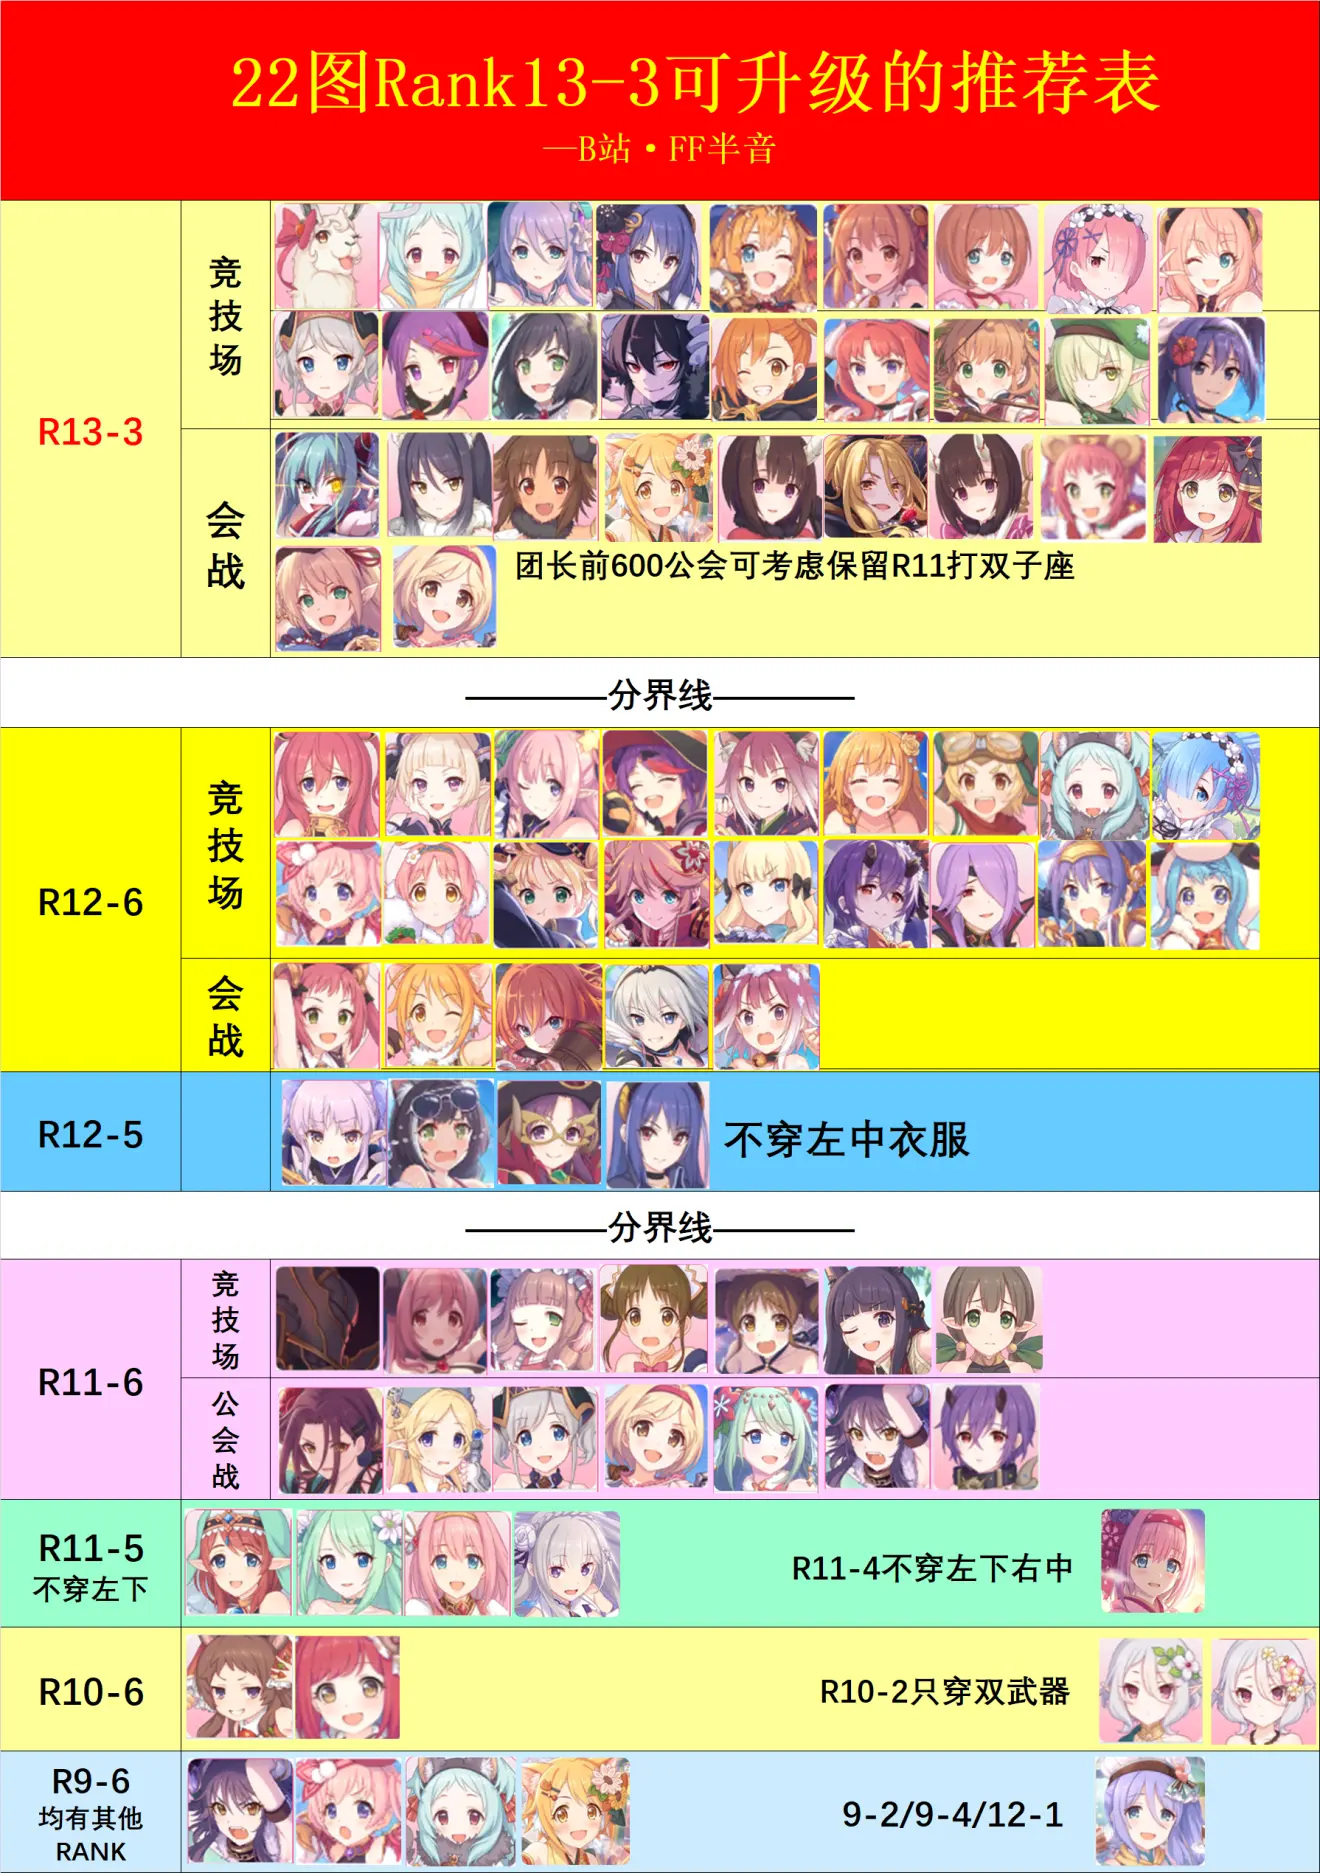 22图Rank13-3可升级的推荐表
—B站·FF半音
R13-3
竞技场
会战
团长前600公会可考虑保留R11打双子座
————分界线————
R12-6
竞技场
会战
R12-5
不穿左中衣服
————分界线————
R11-6
竞技场
公会战
R11-5
不穿左下
R11-4不穿左下右中
R10-6
R10-2只穿双武器
R9-6
均有其他
RANK
9-2/9-4/12-1